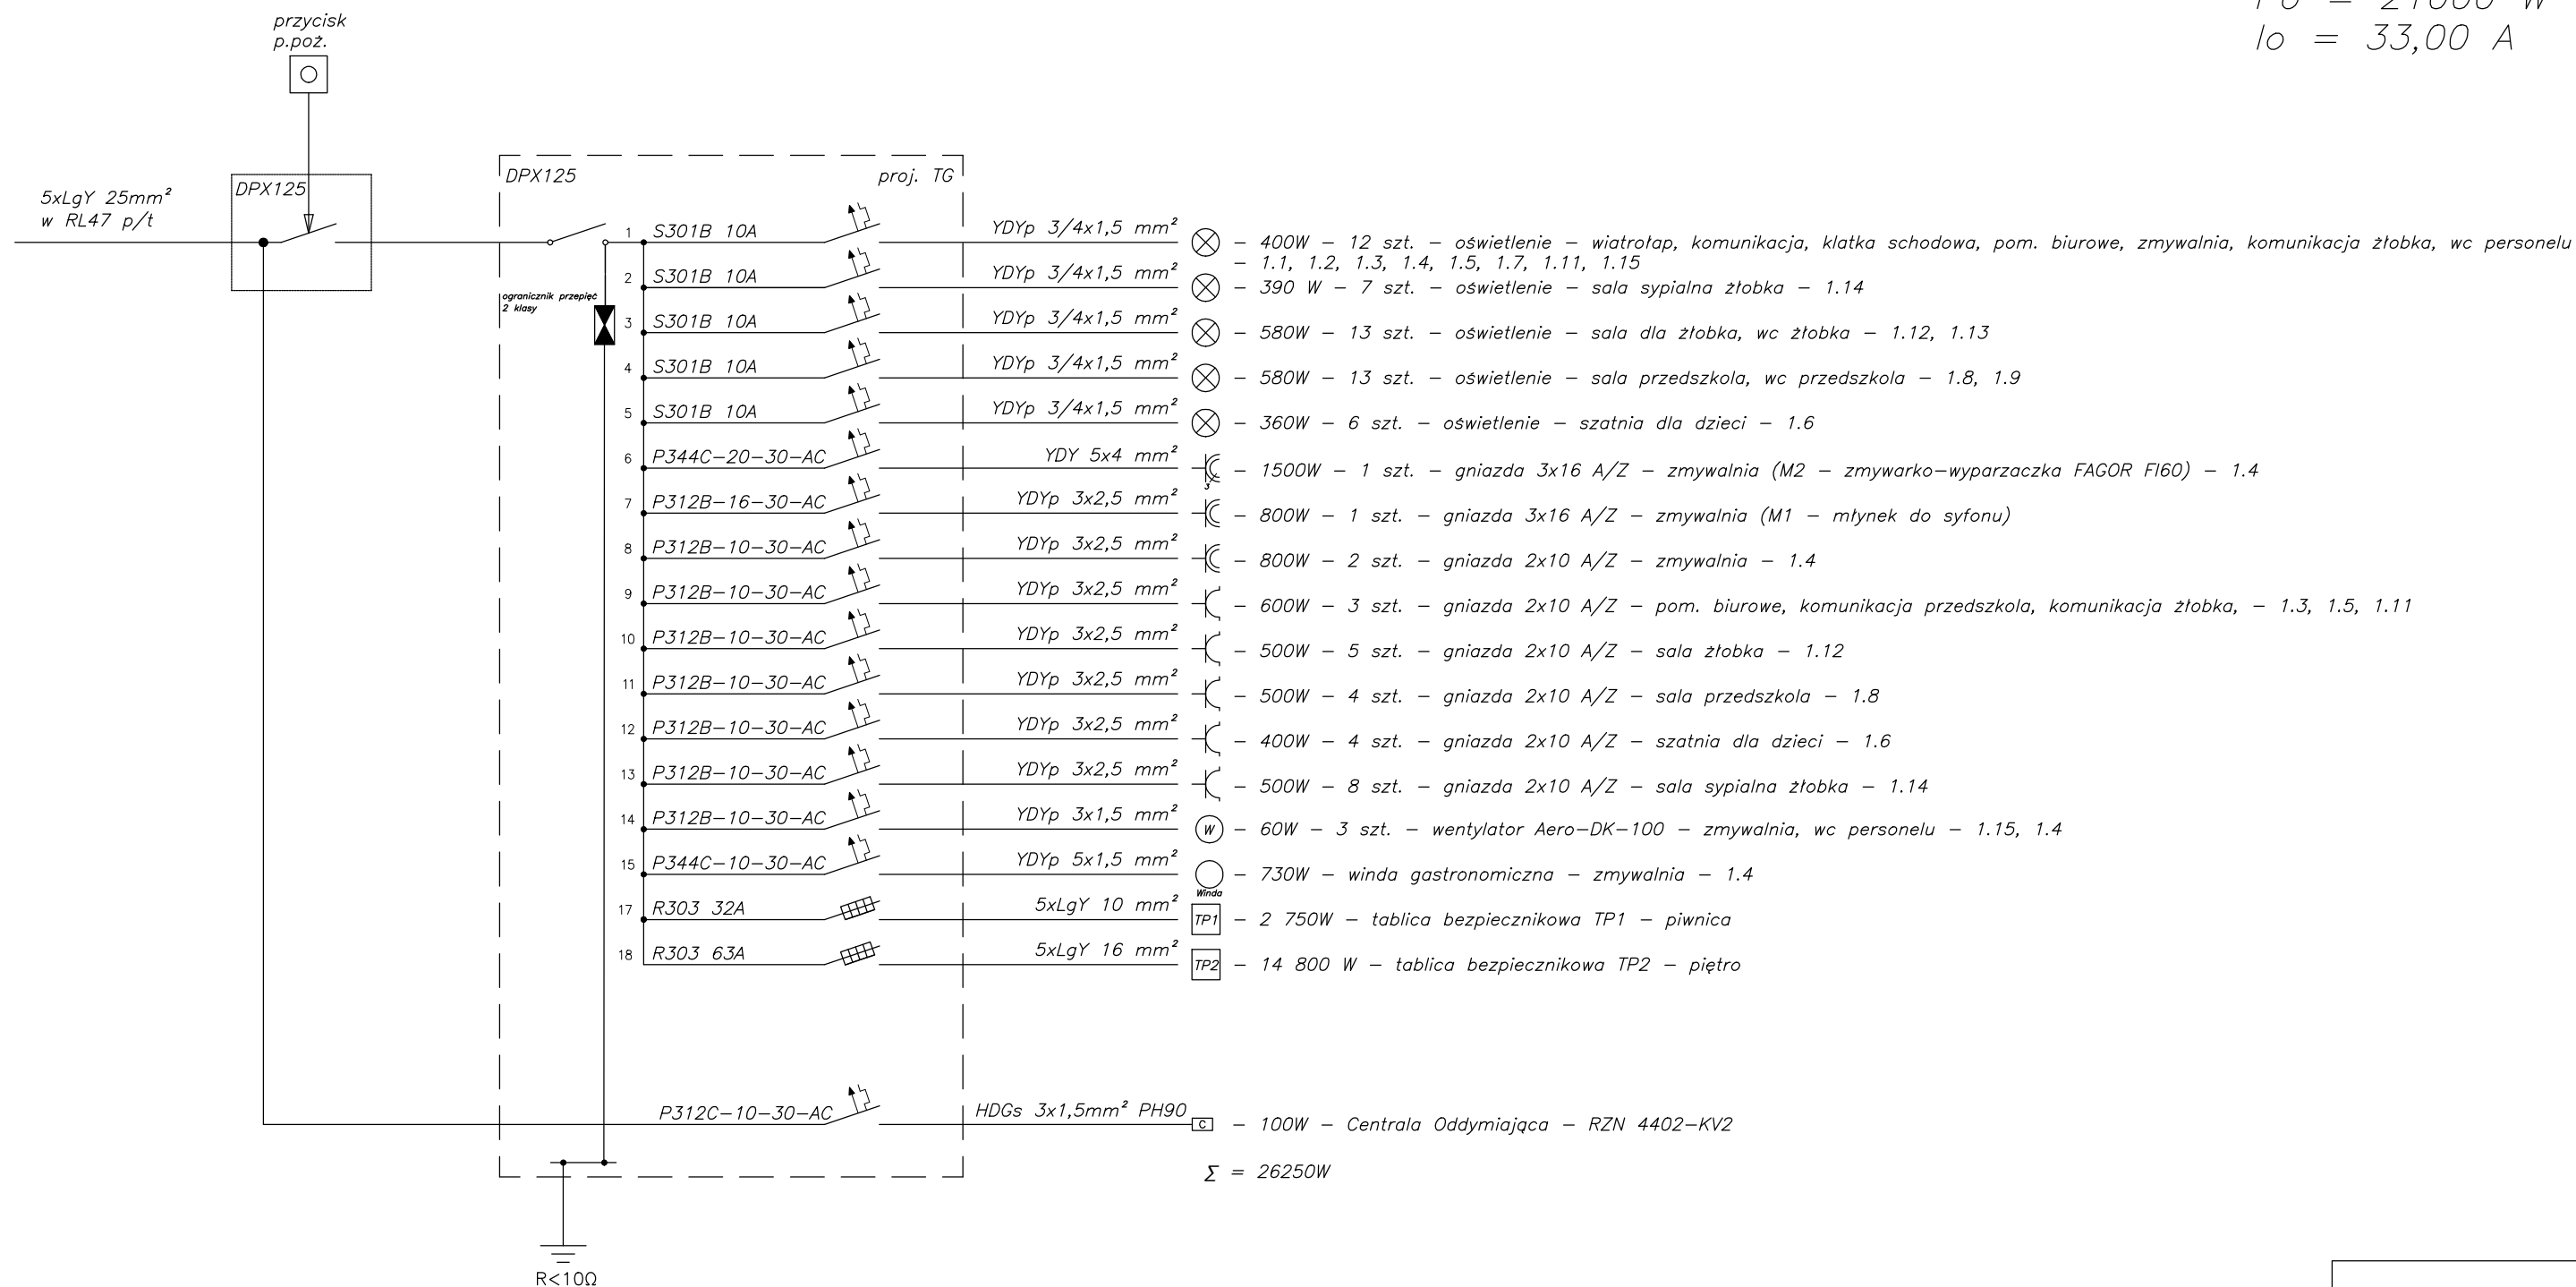 przycisk
p.poż.
Io = 33,00 A
5xLgY 25mm²
w RL47 p/t
DPX125
DPX125
proj. TG
ogranicznik przepięć
2 klasy
1 S301B 10A YDYp 3/4x1,5 mm² – 400W – 12 szt. – oświetlenie – wiatrołap, komunikacja, klatka schodowa, pom. biurowe, zmywalnia, komunikacja żłobka, wc personelu
– 1.1, 1.2, 1.3, 1.4, 1.5, 1.7, 1.11, 1.15
2 S301B 10A YDYp 3/4x1,5 mm² – 390 W – 7 szt. – oświetlenie – sala sypialna żłobka – 1.14
3 S301B 10A YDYp 3/4x1,5 mm² – 580W – 13 szt. – oświetlenie – sala dla żłobka, wc żłobka – 1.12, 1.13
4 S301B 10A YDYp 3/4x1,5 mm² – 580W – 13 szt. – oświetlenie – sala przedszkola, wc przedszkola – 1.8, 1.9
5 S301B 10A YDYp 3/4x1,5 mm² – 360W – 6 szt. – oświetlenie – szatnia dla dzieci – 1.6
6 P344C–20–30–AC YDY 5x4 mm² 3 – 1500W – 1 szt. – gniazda 3x16 A/Z – zmywalnia (M2 – zmywarko–wyparzaczka FAGOR FI60) – 1.4
7 P312B–16–30–AC YDYp 3x2,5 mm² – 800W – 1 szt. – gniazda 3x16 A/Z – zmywalnia (M1 – młynek do syfonu)
8 P312B–10–30–AC YDYp 3x2,5 mm² – 800W – 2 szt. – gniazda 2x10 A/Z – zmywalnia – 1.4
9 P312B–10–30–AC YDYp 3x2,5 mm² – 600W – 3 szt. – gniazda 2x10 A/Z – pom. biurowe, komunikacja przedszkola, komunikacja żłobka, – 1.3, 1.5, 1.11
10 P312B–10–30–AC YDYp 3x2,5 mm² – 500W – 5 szt. – gniazda 2x10 A/Z – sala żłobka – 1.12
11 P312B–10–30–AC YDYp 3x2,5 mm² – 500W – 4 szt. – gniazda 2x10 A/Z – sala przedszkola – 1.8
12 P312B–10–30–AC YDYp 3x2,5 mm² – 400W – 4 szt. – gniazda 2x10 A/Z – szatnia dla dzieci – 1.6
13 P312B–10–30–AC YDYp 3x2,5 mm² – 500W – 8 szt. – gniazda 2x10 A/Z – sala sypialna żłobka – 1.14
14 P312B–10–30–AC YDYp 3x1,5 mm² W – 60W – 3 szt. – wentylator Aero–DK–100 – zmywalnia, wc personelu – 1.15, 1.4
15 P344C–10–30–AC YDYp 5x1,5 mm² – 730W – winda gastronomiczna – zmywalnia – 1.4
Winda
17 R303 32A 5xLgY 10 mm² TP1 – 2 750W – tablica bezpiecznikowa TP1 – piwnica
18 R303 63A 5xLgY 16 mm² TP2 – 14 800 W – tablica bezpiecznikowa TP2 – piętro
P312C–10–30–AC HDGs 3x1,5mm² PH90 C – 100W – Centrala Oddymiająca – RZN 4402–KV2
Σ = 26250W
R<10Ω